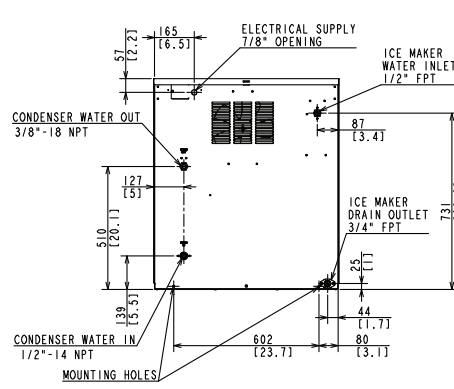 165
[6.5]
ELECTRICAL SUPPLY
7/8" OPENING
57
[2.2]
ICE MAKER
WATER INLET
1/2" FPT
CONDENSER WATER OUT
3/8"-18 NPT
87
[3.4]
127
[5]
ICE MAKER
DRAIN OUTLET
3/4" FPT
731
510
[20.1]
25
[1]
139
[5.5]
44
[1.7]
CONDENSER WATER IN
1/2"-14 NPT
602
[23.7]
80
[3.1]
MOUNTING HOLES